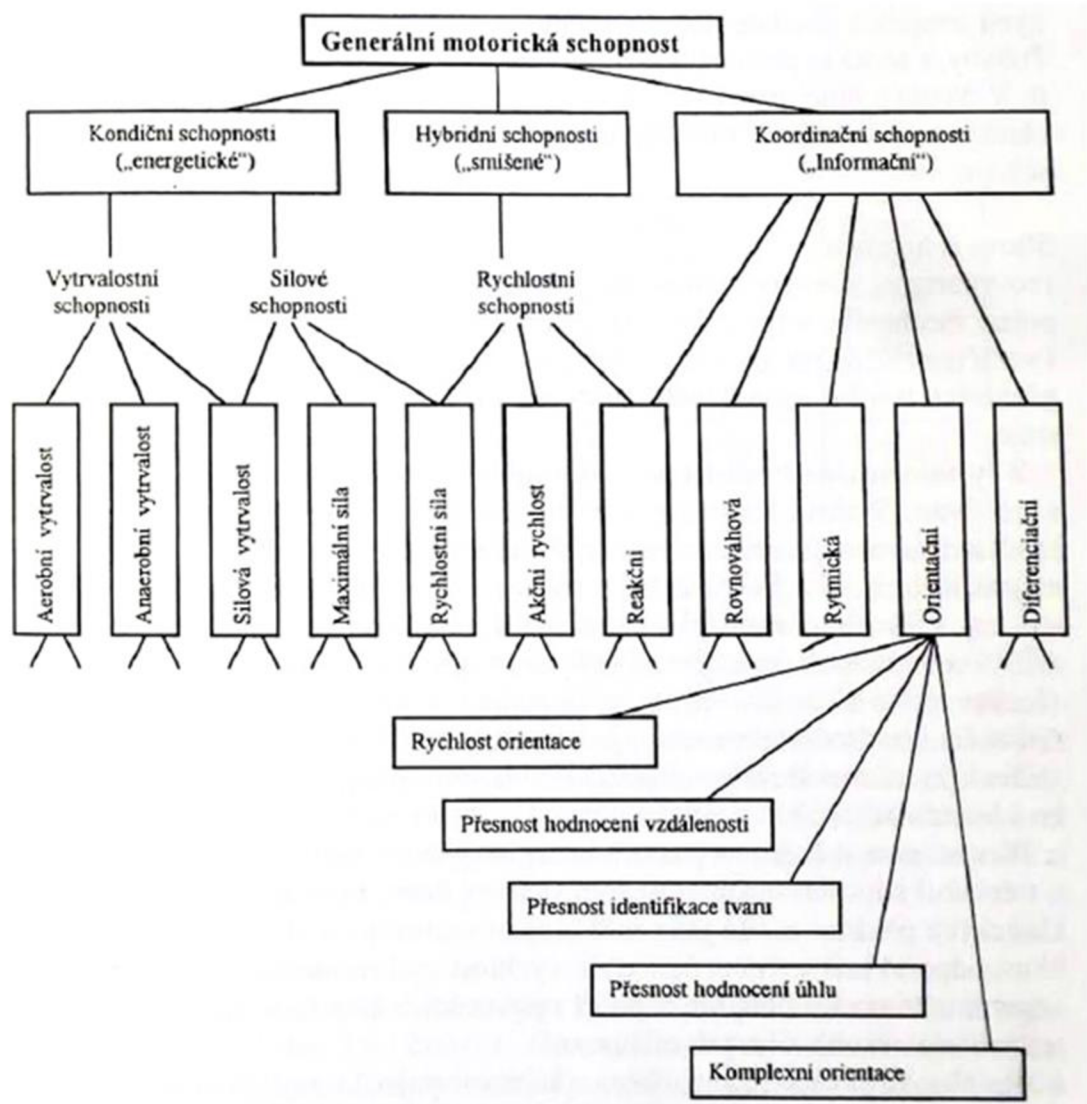 Generální motorická schopnost
Kondiční schopnosti
(„energetické“)
Hybridní schopnosti
(„smíšené“)
Koordinační schopnosti
(„Informační“)
Vytrvalostní
schopnosti
Silové
schopnosti
Rychlostní
schopnosti
Aerobní vytrvalost
Anaerobní vytrvalost
Silová vytrvalost
Maximální síla
Rychlostní síla
Akční rychlost
Reakční
Rovnováhová
Rytmická
Orientační
Diferenciační
Rychlost orientace
Přesnost hodnocení vzdálenosti
Přesnost identifikace tvaru
Přesnost hodnocení úhlu
Komplexní orientace